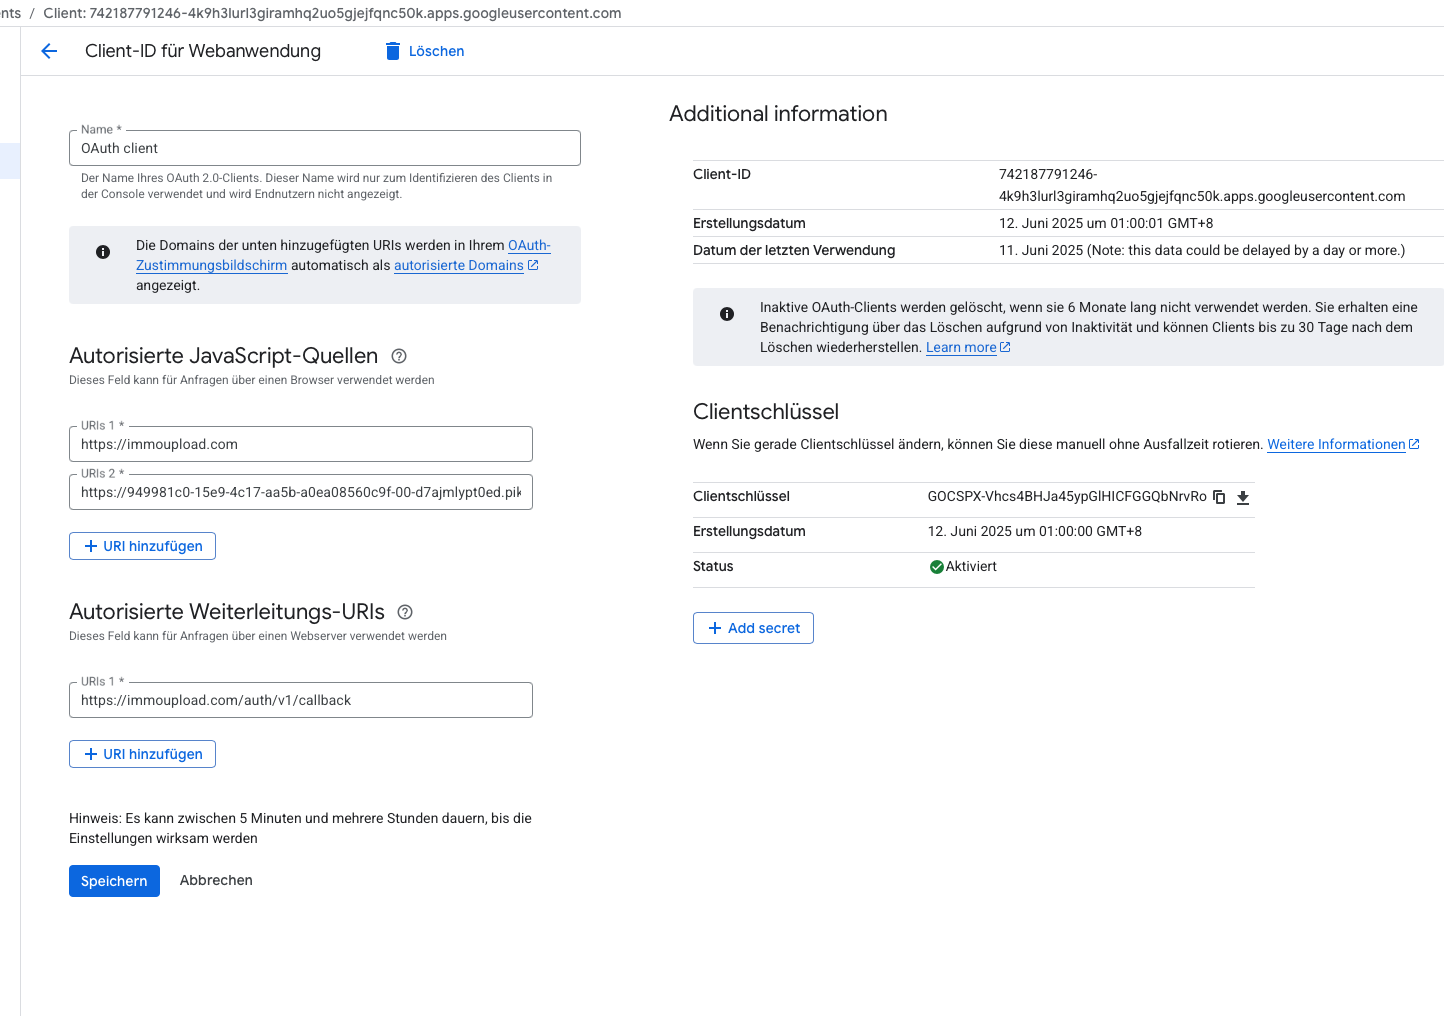 nts / Client: 742187791246-4k9h3lurl3giramhq2uo5gjejfqnc50k.apps.googleusercontent.com
Client-ID für Webanwendung
Löschen
Name *
OAuth client
Der Name Ihres OAuth 2.0-Clients. Dieser Name wird nur zum Identifizieren des Clients in
der Console verwendet und wird Endnutzern nicht angezeigt.
Die Domains der unten hinzugefügten URIs werden in Ihrem OAuth-
Zustimmungsbildschirm automatisch als autorisierte Domains
angezeigt.
Autorisierte JavaScript-Quellen
Dieses Feld kann für Anfragen über einen Browser verwendet werden
URIs 1 *
https://immoupload.com
URIs 2 *
https://949981c0-15e9-4c17-aa5b-a0ea08560c9f-00-d7ajmlypt0ed.pik
+ URI hinzufügen
Autorisierte Weiterleitungs-URIs
Dieses Feld kann für Anfragen über einen Webserver verwendet werden
URIs 1 *
https://immoupload.com/auth/v1/callback
+ URI hinzufügen
Hinweis: Es kann zwischen 5 Minuten und mehrere Stunden dauern, bis die
Einstellungen wirksam werden
Speichern
Abbrechen
Additional information
Client-ID
742187791246-
4k9h3lurl3giramhq2uo5gjejfqnc50k.apps.googleusercontent.com
Erstellungsdatum
12. Juni 2025 um 01:00:01 GMT+8
Datum der letzten Verwendung
11. Juni 2025 (Note: this data could be delayed by a day or more.)
Inaktive OAuth-Clients werden gelöscht, wenn sie 6 Monate lang nicht verwendet werden. Sie erhalten eine
Benachrichtigung über das Löschen aufgrund von Inaktivität und können Clients bis zu 30 Tage nach dem
Löschen wiederherstellen. Learn more
Clientschlüssel
Wenn Sie gerade Clientschlüssel ändern, können Sie diese manuell ohne Ausfallzeit rotieren. Weitere Informationen
Clientschlüssel
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
Erstellungsdatum
12. Juni 2025 um 01:00:00 GMT+8
Status
Aktiviert
+ Add secret